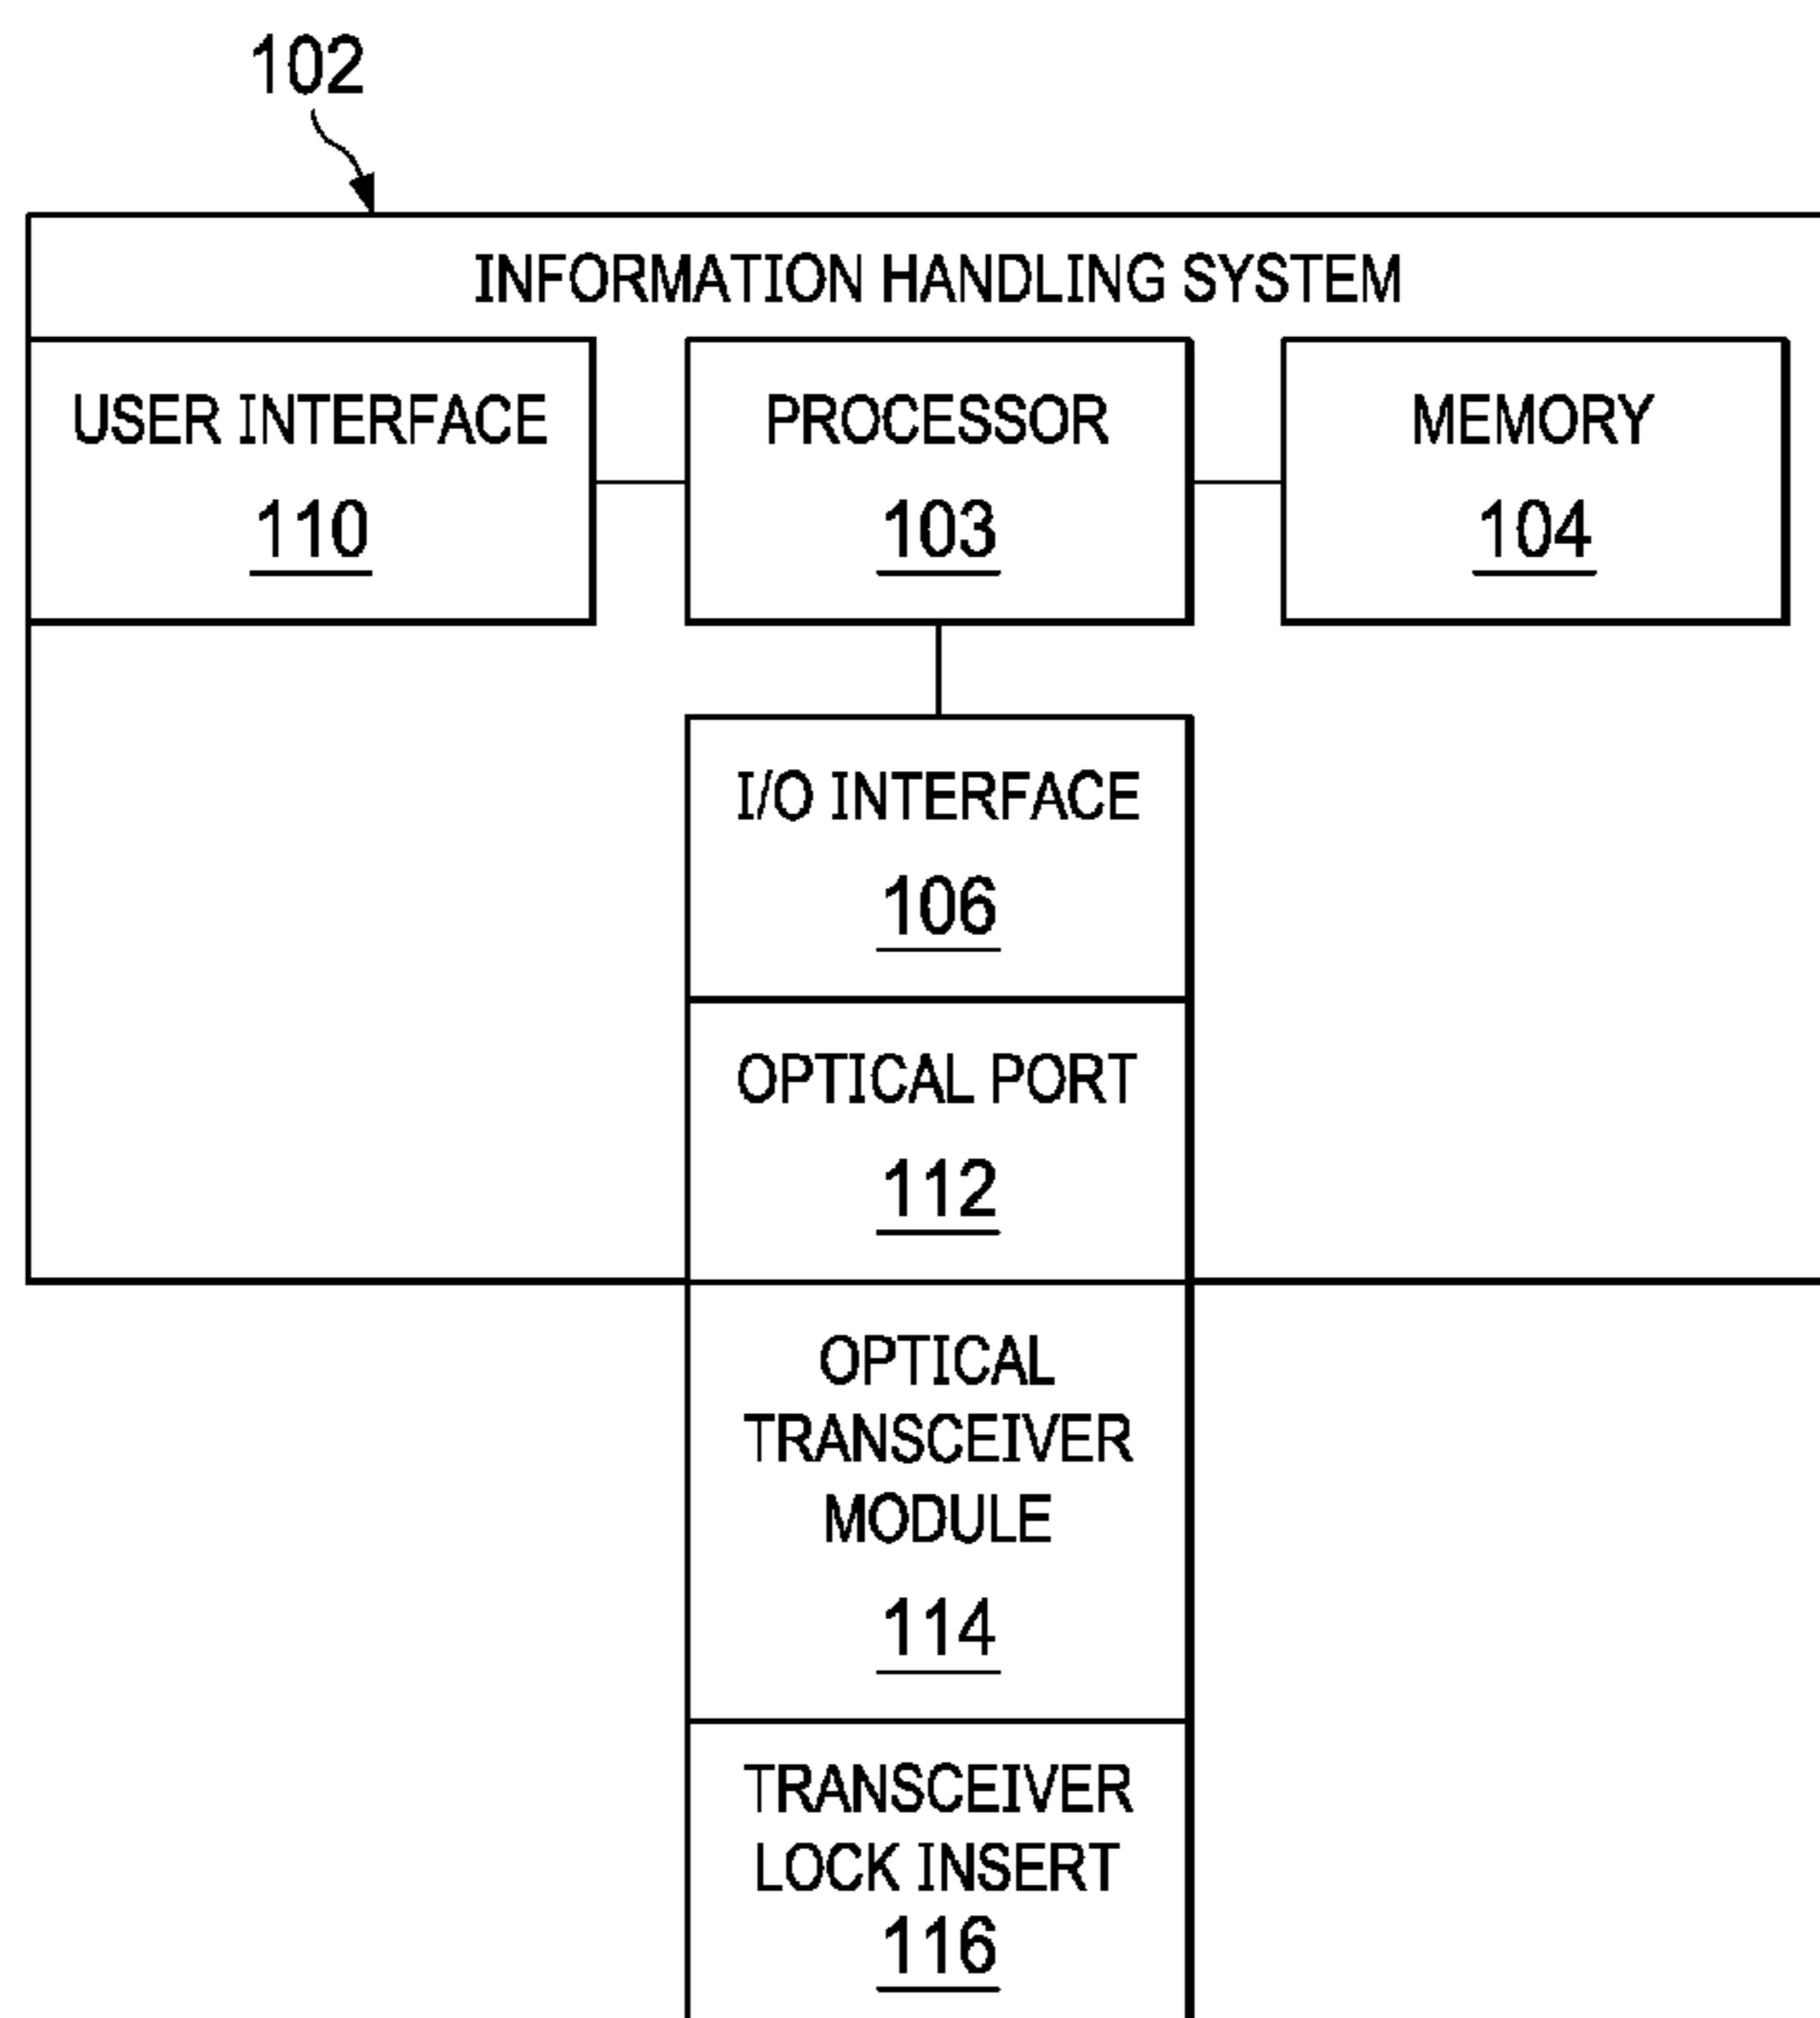 102
INFORMATION HANDLING SYSTEM
USER INTERFACE
110
PROCESSOR
103
MEMORY
104
I/O INTERFACE
106
OPTICAL PORT
112
OPTICAL
TRANSCEIVER
MODULE
114
TRANSCEIVER
LOCK INSERT
116